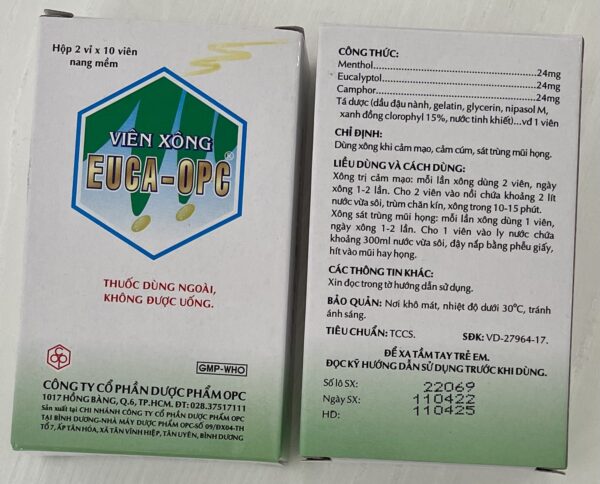 Hộp 2 vỉ x 10 viên
nang mềm
VIÊN XÔNG
EUCA-OPC®
THUỐC DÙNG NGOÀI,
KHÔNG ĐƯỢC UỐNG.
OPC
GMP-WHO
CÔNG TY CỔ PHẦN DƯỢC PHẨM OPC
1017 HỒNG BÀNG, Q.6, TP.HCM. ĐT: 028.37517111
Sản xuất tại CHI NHÁNH CÔNG TY CỔ PHẦN DƯỢC PHẨM OPC
TẠI BÌNH DƯƠNG-NHÀ MÁY DƯỢC PHẨM OPC-SỐ 09/ĐX04-TH
TỔ 7, ẤP TÂN HÓA, XÃ TÂN VĨNH HIỆP, TÂN UYÊN, BÌNH DƯƠNG
CÔNG THỨC:
Menthol...24mg
Eucalyptol...24mg
Camphor...24mg
Tá dược (dầu đậu nành, gelatin, glycerin, nipasol M,
xanh đồng clorophyl 15%, nước tinh khiết)...vđ 1 viên
CHỈ ĐỊNH:
Dùng xông khi cảm mạo, cảm cúm, sát trùng mũi họng.
LIỀU DÙNG VÀ CÁCH DÙNG:
Xông trị cảm mạo: mỗi lần xông dùng 2 viên, ngày
xông 1-2 lần. Cho 2 viên vào nồi chứa khoảng 2 lít
nước vừa sôi, trùm chăn kín, xông trong 10-15 phút.
Xông sát trùng mũi họng: mỗi lần xông dùng 1 viên,
ngày xông 1-2 lần. Cho 1 viên vào ly nước chứa
khoảng 300ml nước vừa sôi, đậy nắp bằng phễu giấy,
hít vào mũi hay họng.
CÁC THÔNG TIN KHÁC:
Xin đọc trong tờ hướng dẫn sử dụng.
BẢO QUẢN: Nơi khô mát, nhiệt độ dưới 30°C, tránh
ánh sáng.
TIÊU CHUẨN: TCCS. SĐK: VD-27964-17.
ĐỂ XA TẦM TAY TRẺ EM.
ĐỌC KỸ HƯỚNG DẪN SỬ DỤNG TRƯỚC KHI DÙNG.
Số lô SX: 22069
Ngày SX: 110422
HD: 110425